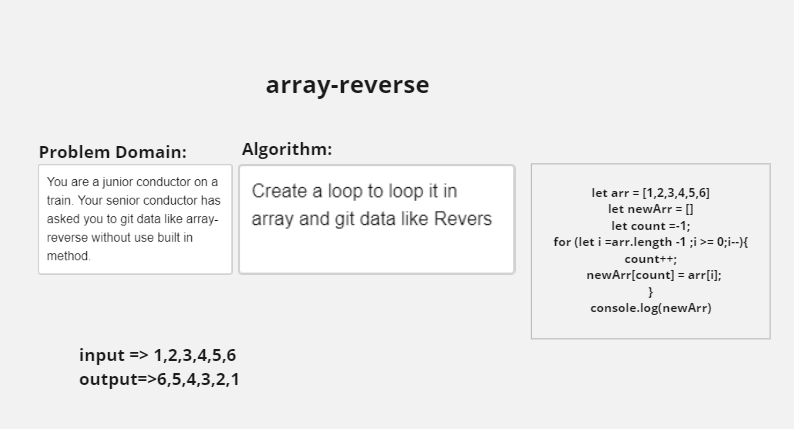 array-reverse
Problem Domain:
You are a junior conductor on a
train. Your senior conductor has
asked you to git data like array-
reverse without use built in
method.
Algorithm:
Create a loop to loop it in
array and git data like Revers
let arr = [1,2,3,4,5,6]
let newArr = []
let count =-1;
for (let i =arr.length -1 ;i >= 0;i--){
count++;
newArr[count] = arr[i];
}
console.log(newArr)
input => 1,2,3,4,5,6
output=>6,5,4,3,2,1